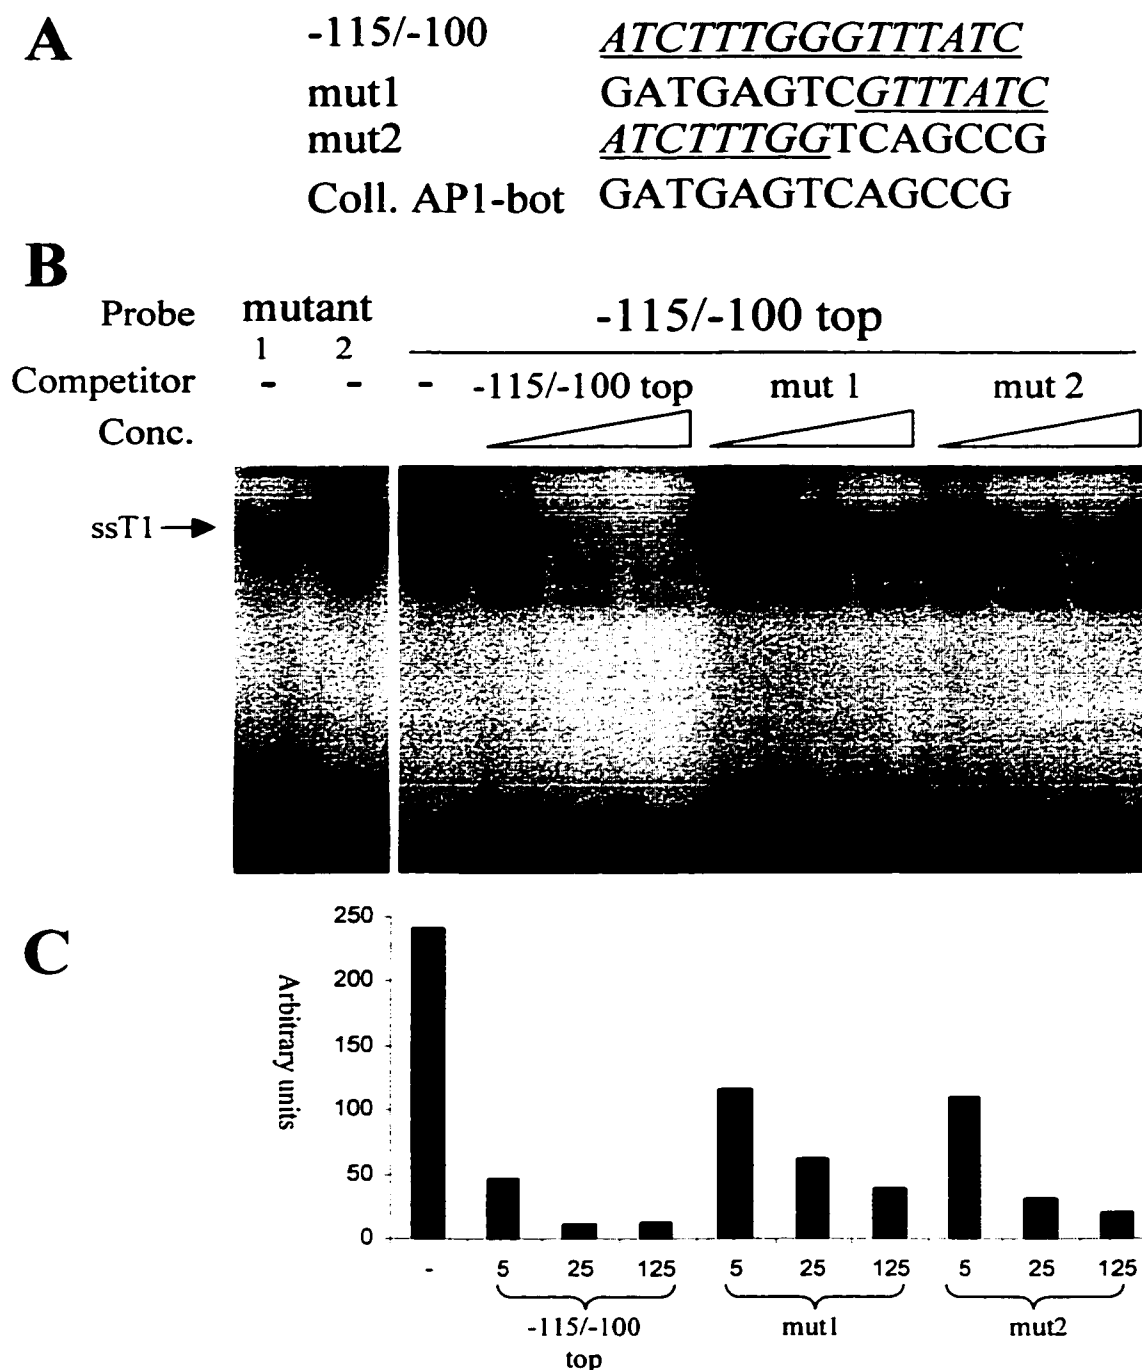 A
-115/-100 ATCTTTGGGTTTATC
mut1 GATGAGTCGTTTATC
mut2 ATCTTTGGTCAGCCG
Coll. AP1-bot GATGAGTCAGCCG
B
Probe mutant -115/-100 top
1 2
Competitor - - - -115/-100 top mut 1 mut 2
Conc.
ssT1
C
Arbitrary units
250
200
150
100
50
0
- 5 25 125 5 25 125 5 25 125
-115/-100 mut1 mut2
top